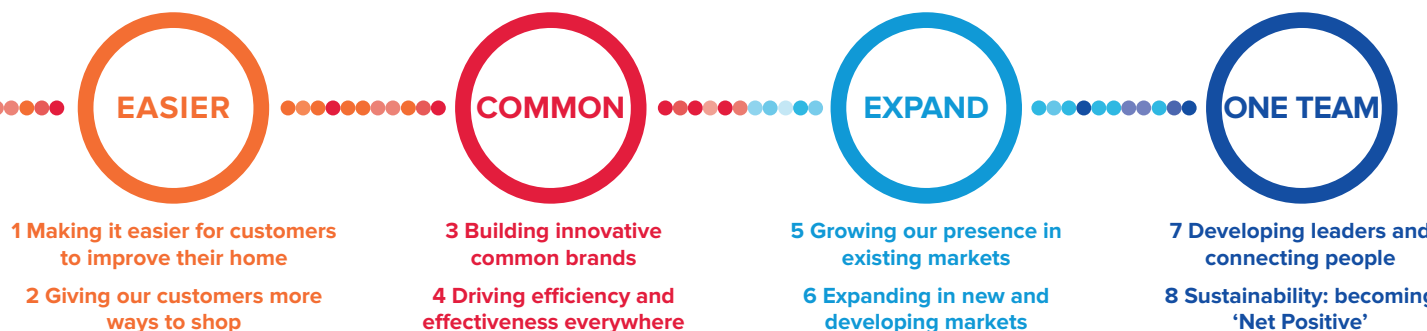 EASIER
COMMON
EXPAND
ONE TEAM
1 Making it easier for customers
to improve their home
2 Giving our customers more
ways to shop
3 Building innovative
common brands
4 Driving efficiency and
effectiveness everywhere
5 Growing our presence in
existing markets
6 Expanding in new and
developing markets
7 Developing leaders and
connecting people
8 Sustainability: becoming
‘Net Positive’